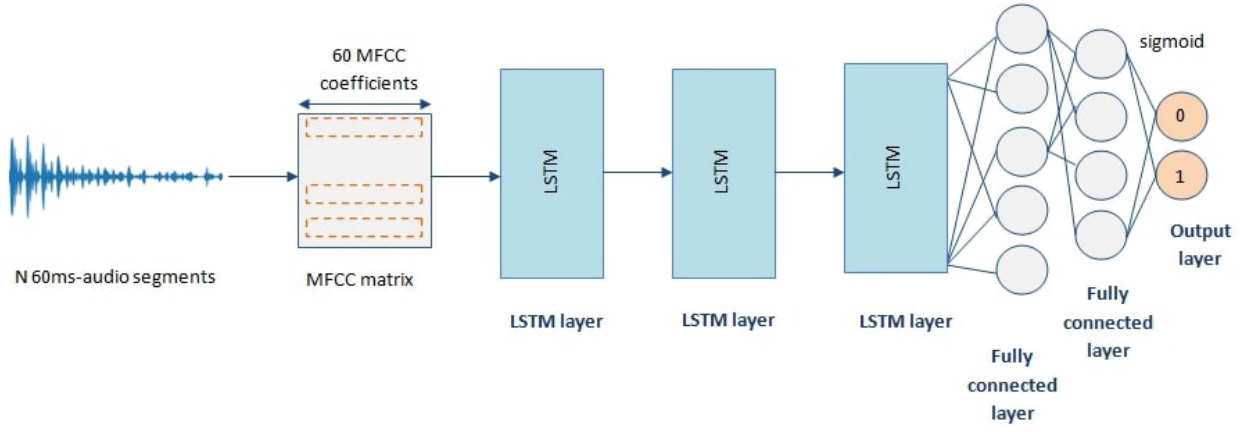 60 MFCC
coefficients
N 60ms-audio segments
MFCC matrix
LSTM
LSTM layer
LSTM
LSTM layer
LSTM
LSTM layer
Fully
connected
layer
Fully
connected
layer
sigmoid
0
1
Output
layer